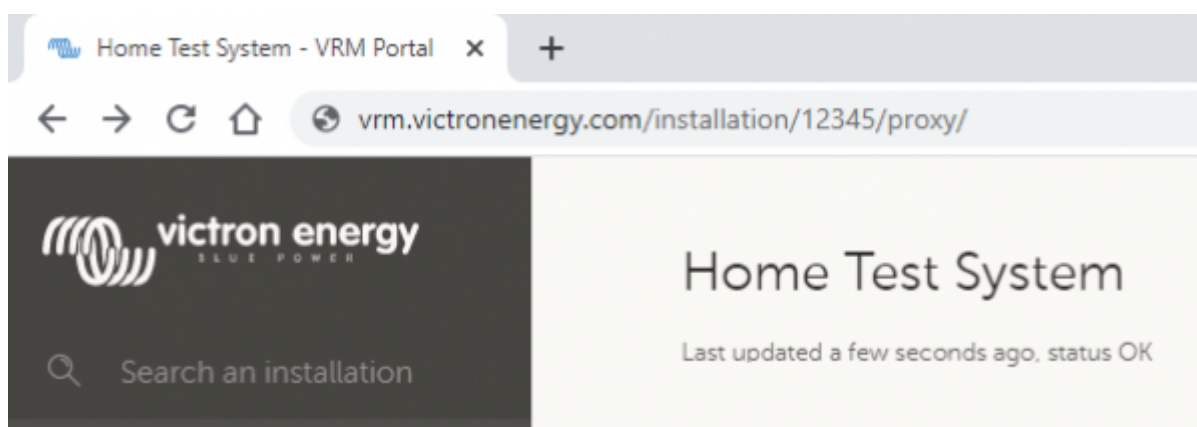 Home Test System - VRM Portal
vrm.victronenergy.com/installation/12345/proxy/
victron energy
BLUE POWER
Home Test System
Last updated a few seconds ago, status OK
Search an installation